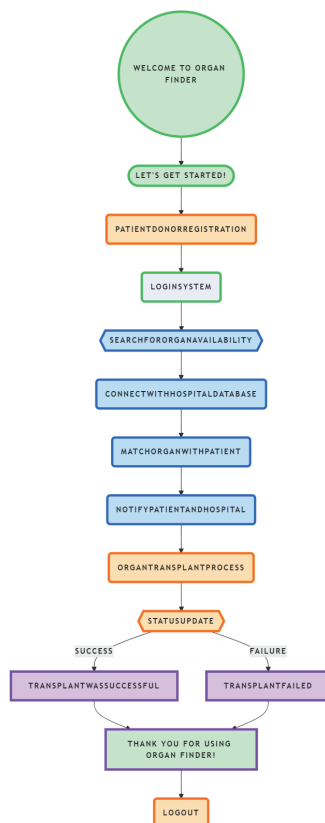 WELCOME TO ORGAN
FINDER
LET'S GET STARTED!
PATIENTDONORREGISTRATION
LOGINSYSTEM
SEARCHFORORGANAVAILABILITY
CONNECTWITHHOSPITALDATABASE
MATCHORGANWITHPATIENT
NOTIFYPATIENTANDHOSPITAL
ORGANTRANSPLANTPROCESS
STATUSUPDATE
SUCCESS
FAILURE
TRANSPLANTWASSUCCESSFUL
TRANSPLANTFAILED
THANK YOU FOR USING
ORGAN FINDER!
LOGOUT